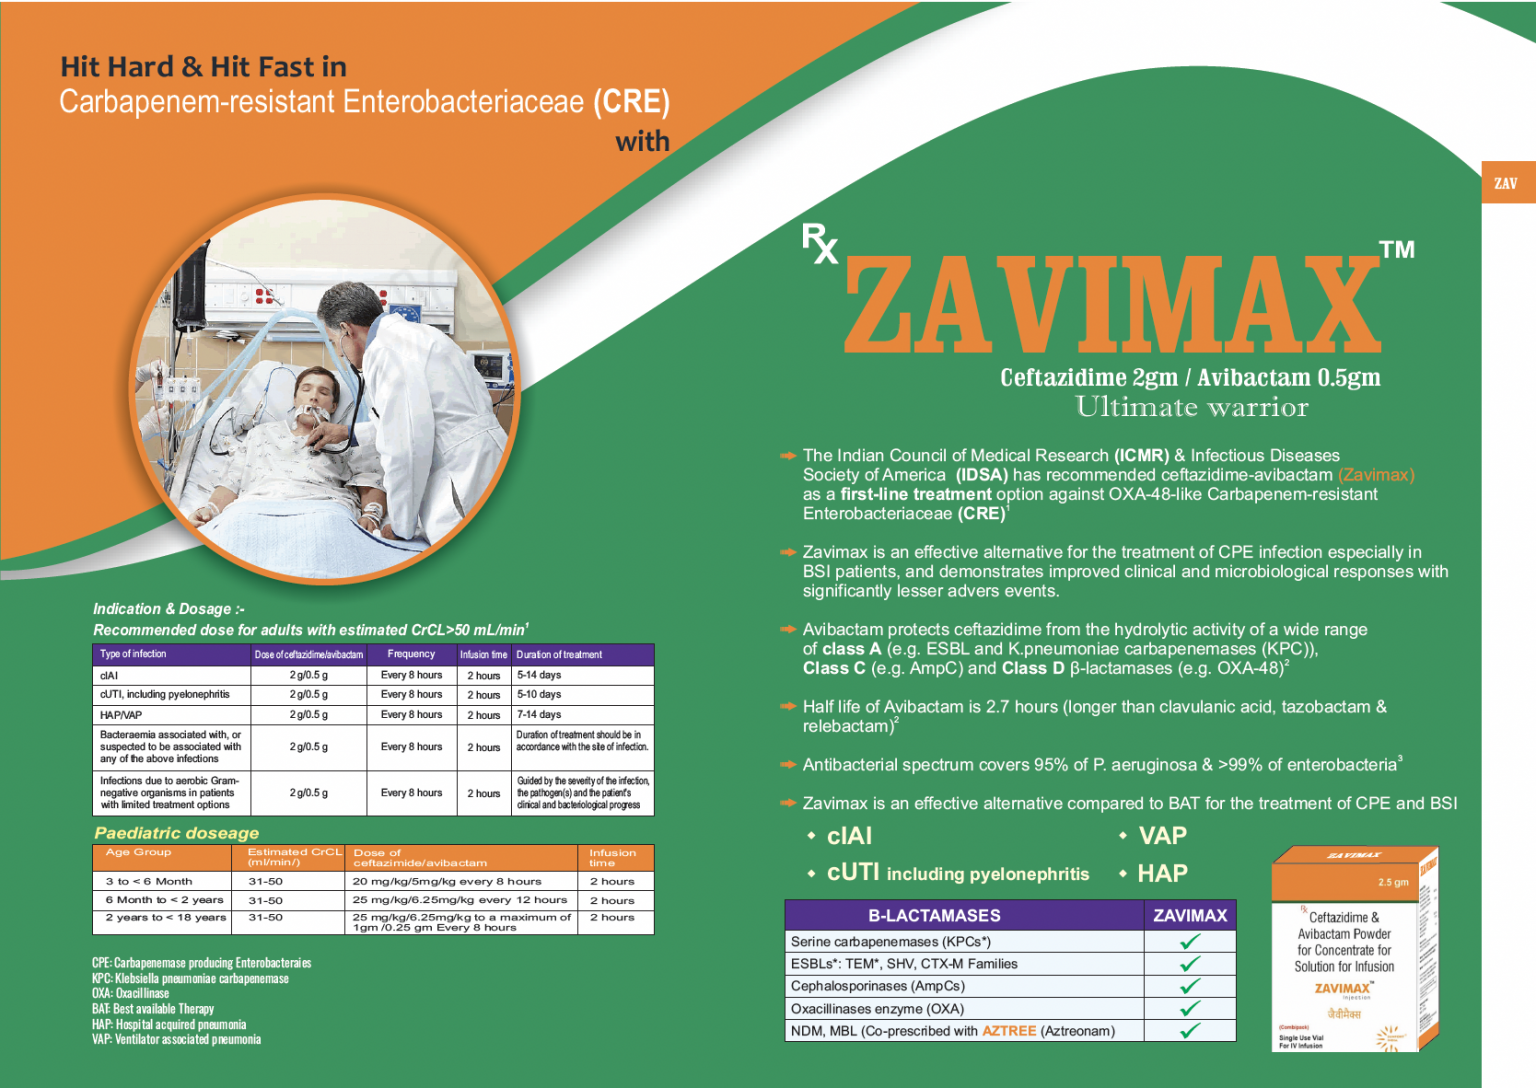 Hit Hard & Hit Fast in
Carbapenem-resistant Enterobacteriaceae (CRE)
with
ZAV
Rx
ZAVIMAX™
Ceftazidime 2gm / Avibactam 0.5gm
Ultimate warrior
The Indian Council of Medical Research (ICMR) & Infectious Diseases
Society of America (IDSA) has recommended ceftazidime-avibactam (Zavimax)
as a first-line treatment option against OXA-48-like Carbapenem-resistant
Enterobacteriaceae (CRE)¹
Zavimax is an effective alternative for the treatment of CPE infection especially in
BSI patients, and demonstrates improved clinical and microbiological responses with
significantly lesser advers events.
Avibactam protects ceftazidime from the hydrolytic activity of a wide range
of class A (e.g. ESBL and K.pneumoniae carbapenemases (KPC)),
Class C (e.g. AmpC) and Class D β-lactamases (e.g. OXA-48)²
Half life of Avibactam is 2.7 hours (longer than clavulanic acid, tazobactam &
relebactam)²
Antibacterial spectrum covers 95% of P. aeruginosa & >99% of enterobacteria³
Zavimax is an effective alternative compared to BAT for the treatment of CPE and BSI
cIAI
VAP
cUTI including pyelonephritis
HAP
B-LACTAMASES ZAVIMAX
Serine carbapenemases (KPCs*) ✓
ESBLs*: TEM*, SHV, CTX-M Families ✓
Cephalosporinases (AmpCs) ✓
Oxacillinases enzyme (OXA) ✓
NDM, MBL (Co-prescribed with AZTREE (Aztreonam) ✓
ZAVIMAX
ZAVIMAX
2.5 gm
Rx
Ceftazidime &
Avibactam Powder
for Concentrate for
Solution for Infusion
ZAVIMAX™
Injection
जेवीमैक्स
(Combipack)
Single Use Vial
For IV Infusion
Indication & Dosage :-
Recommended dose for adults with estimated CrCL>50 mL/min¹
Type of infection Dose of ceftazidime/avibactam Frequency Infusion time Duration of treatment
cIAI 2 g/0.5 g Every 8 hours 2 hours 5-14 days
cUTI, including pyelonephritis 2 g/0.5 g Every 8 hours 2 hours 5-10 days
HAP/VAP 2 g/0.5 g Every 8 hours 2 hours 7-14 days
Bacteraemia associated with, or Duration of treatment should be in
suspected to be associated with 2 g/0.5 g Every 8 hours 2 hours accordance with the site of infection.
any of the above infections
Infections due to aerobic Gram- Guided by the severity of the infection,
negative organisms in patients 2 g/0.5 g Every 8 hours 2 hours the pathogen(s) and the patient's
with limited treatment options clinical and bacteriological progress
Paediatric doseage
Age Group Estimated CrCL Dose of Infusion
(ml/min/) ceftazimide/avibactam time
3 to < 6 Month 31-50 20 mg/kg/5mg/kg every 8 hours 2 hours
6 Month to < 2 years 31-50 25 mg/kg/6.25mg/kg every 12 hours 2 hours
2 years to < 18 years 31-50 25 mg/kg/6.25mg/kg to a maximum of 2 hours
1gm /0.25 gm Every 8 hours
CPE: Carbapenemase producing Enterobacteraies
KPC: Klebsiella pneumoniae carbapenemase
OXA: Oxacillinase
BAT: Best available Therapy
HAP: Hospital acquired pneumonia
VAP: Ventilator associated pneumonia